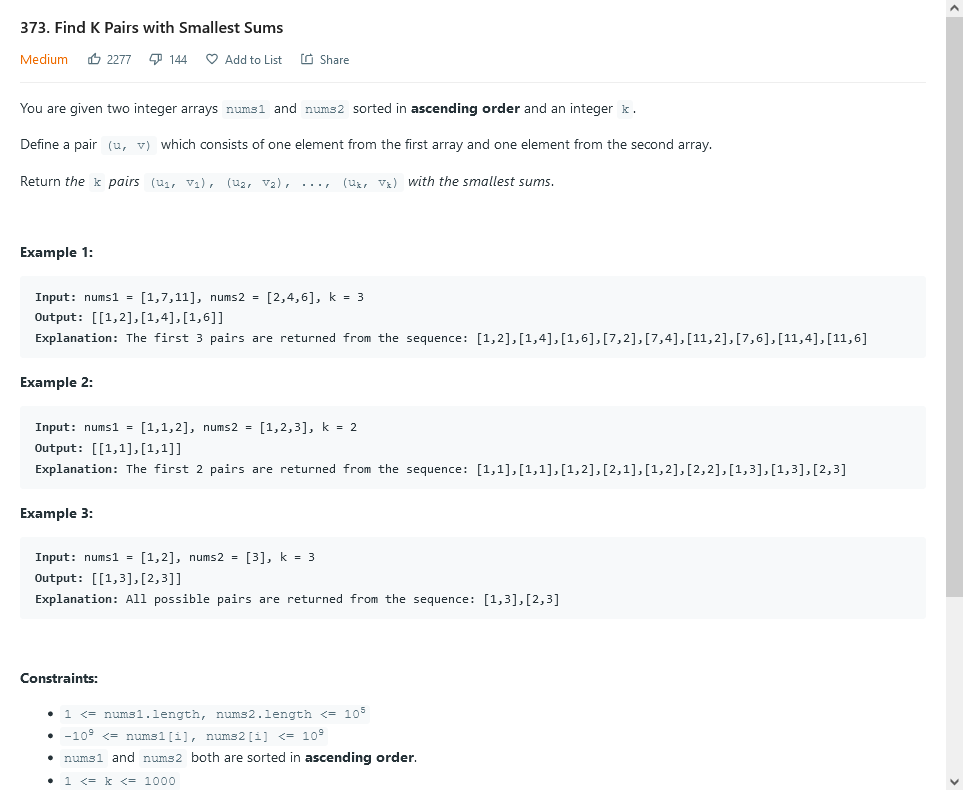 373. Find K Pairs with Smallest Sums
Medium 2277 144 Add to List Share
You are given two integer arrays nums1 and nums2 sorted in ascending order and an integer k.
Define a pair (u, v) which consists of one element from the first array and one element from the second array.
Return the k pairs (u₁, v₁), (u₂, v₂), ..., (uₖ, vₖ) with the smallest sums.
Example 1:
Input: nums1 = [1,7,11], nums2 = [2,4,6], k = 3
Output: [[1,2],[1,4],[1,6]]
Explanation: The first 3 pairs are returned from the sequence: [1,2],[1,4],[1,6],[7,2],[7,4],[11,2],[7,6],[11,4],[11,6]
Example 2:
Input: nums1 = [1,1,2], nums2 = [1,2,3], k = 2
Output: [[1,1],[1,1]]
Explanation: The first 2 pairs are returned from the sequence: [1,1],[1,1],[1,2],[2,1],[1,2],[2,2],[1,3],[1,3],[2,3]
Example 3:
Input: nums1 = [1,2], nums2 = [3], k = 3
Output: [[1,3],[2,3]]
Explanation: All possible pairs are returned from the sequence: [1,3],[2,3]
Constraints:
• 1 <= nums1.length, nums2.length <= 10⁵
• -10⁹ <= nums1[i], nums2[i] <= 10⁹
• nums1 and nums2 both are sorted in ascending order.
• 1 <= k <= 1000